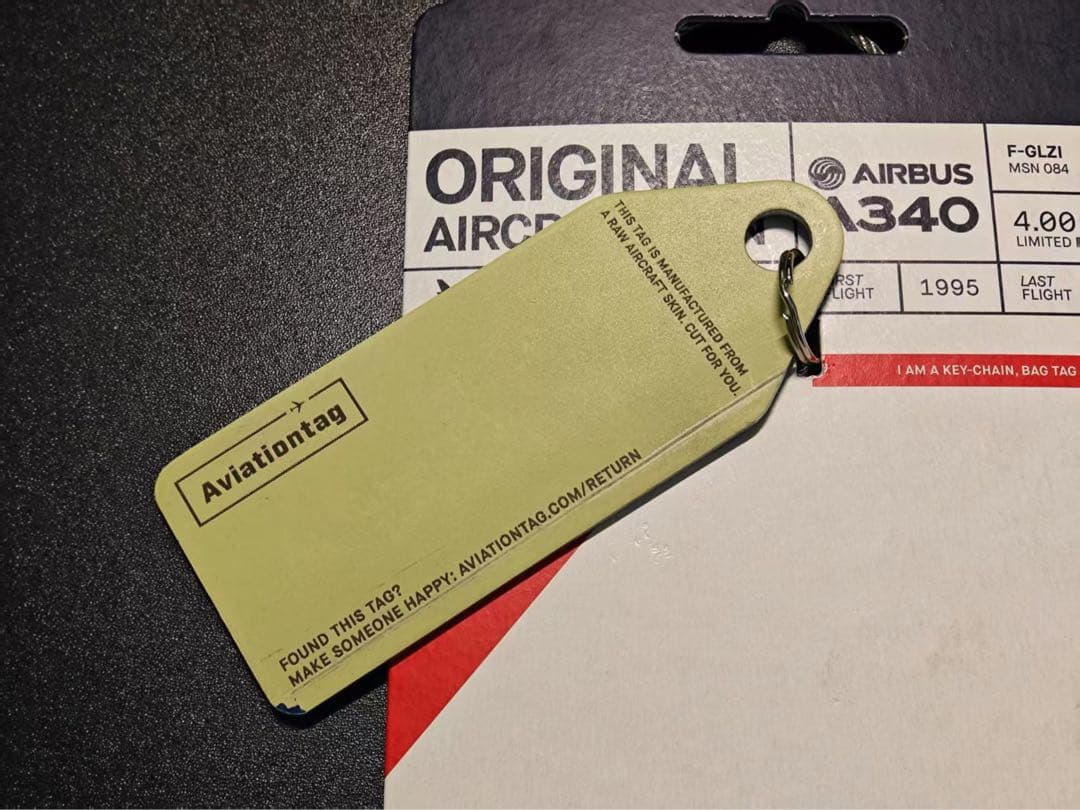 ORIGINAL
AIRCR
AIRBUS
A340
F-GLZI
MSN 084
4.00
LIMITED
FLIGHT
1995
LAST
FLIGHT
I AM A KEY-CHAIN, BAG TAG
THIS TAG IS MANUFACTURED FROM
A RAW AIRCRAFT SKIN. CUT FOR YOU.
Aviationtag
FOUND THIS TAG?
MAKE SOMEONE HAPPY: AVIATIONTAG.COM/RETURN